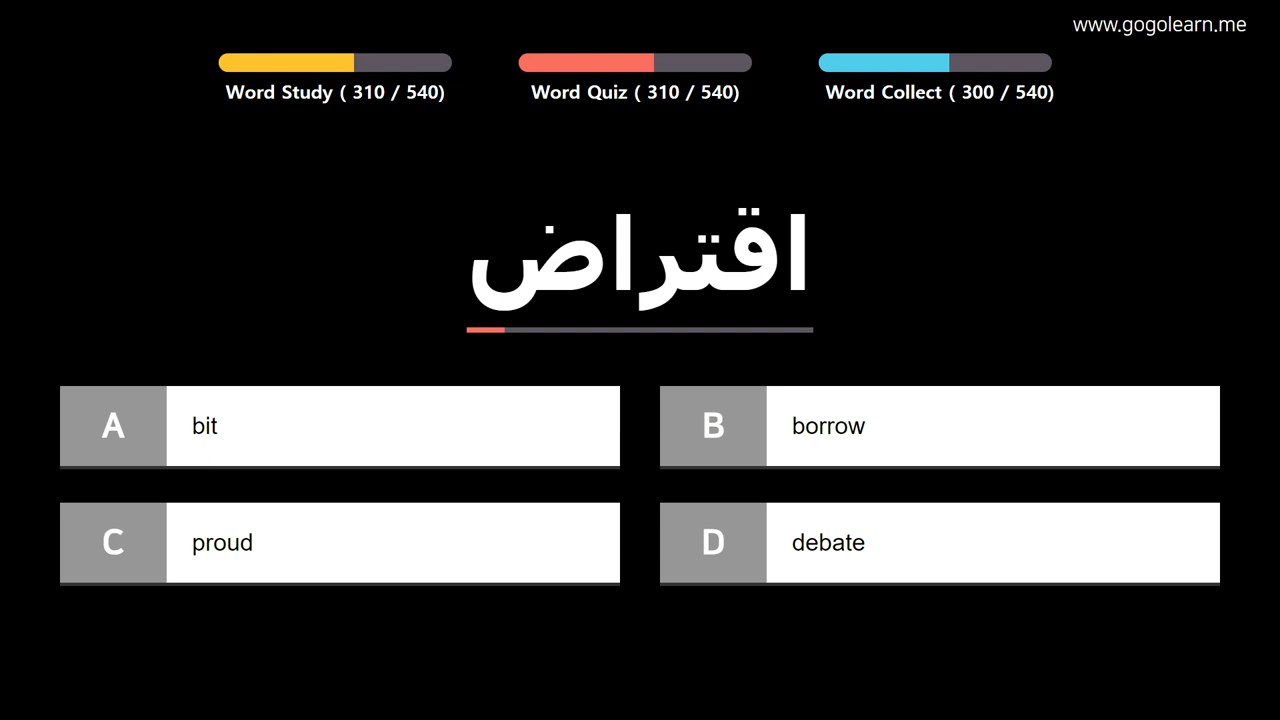 www.gogolearn.me
Word Study ( 310 / 540)
Word Quiz ( 310 / 540)
Word Collect ( 300 / 540)
اقتراض
A bit
B borrow
C proud
D debate